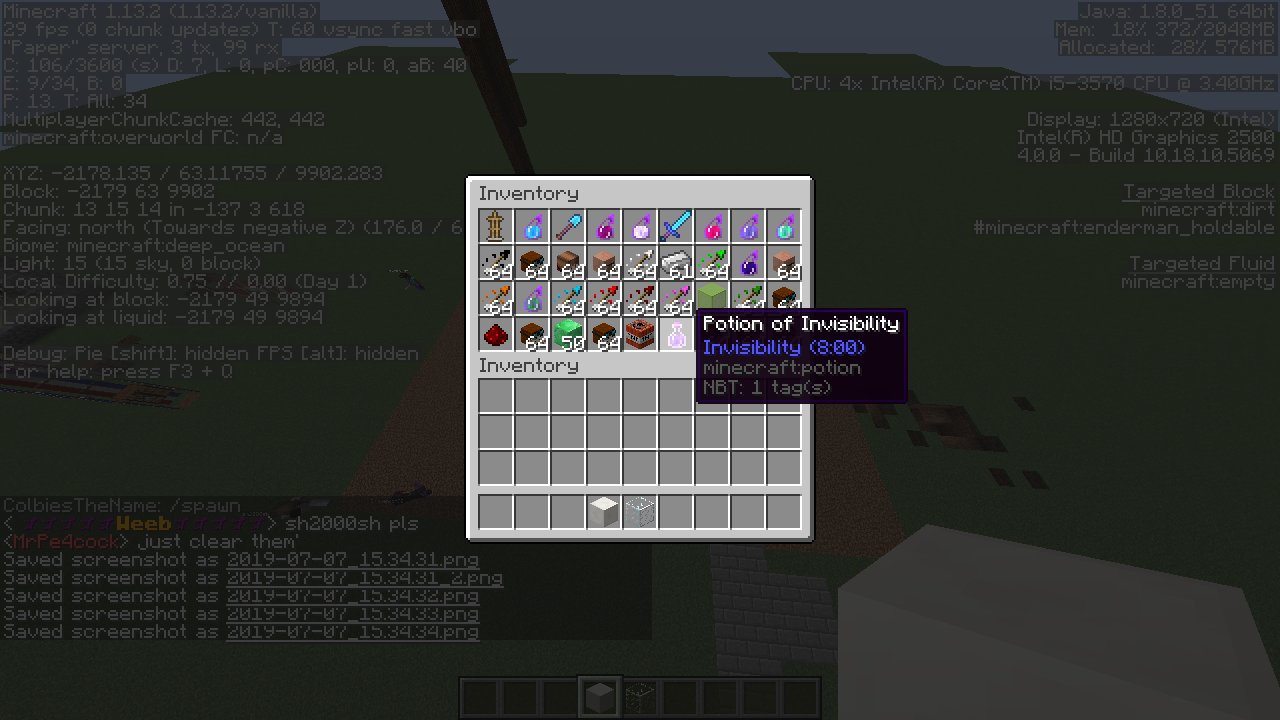 Minecraft 1.13.2 (1.13.2/vanilla)
29 fps (0 chunk updates) T: 60 vsync fast vbo
"Paper" server, 3 tx, 99 rx
C: 106/3600 (s) D: 7, L: 0, pC: 000, pU: 0, aB: 40
E: 9/34, B: 0
P: 13. T: All: 34
MultiplayerChunkCache: 442, 442
minecraft:overworld FC: n/a
XYZ: -2178.135 / 63.11755 / 9902.283
Block: -2179 63 9902
Chunk: 13 15 14 in -137 3 618
Facing: north (Towards negative Z) (176.0 / 6
Biome: minecraft:deep_ocean
Light: 15 (15 sky, 0 block)
Local Difficulty: 0.75 // 0.00 (Day 1)
Looking at block: -2179 49 9894
Looking at liquid: -2179 49 9894
Debug: Pie [shift]: hidden FPS [alt]: hidden
For help: press F3 + Q
Java: 1.8.0_51 64bit
Mem: 18% 372/2048MB
Allocated: 28% 576MB
CPU: 4x Intel(R) Core(TM) i5-3570 CPU @ 3.40GHz
Display: 1280x720 (Intel)
Intel(R) HD Graphics 2500
4.0.0 - Build 10.18.10.5069
Targeted Block
minecraft:dirt
#minecraft:enderman_holdable
Targeted Fluid
minecraft:empty
Inventory
64 64 64 64 64 61 64 64
64 64 64 64 64 64 64
64 50 64
Potion of Invisibility
Invisibility (8:00)
minecraft:potion
NBT: 1 tag(s)
Inventory
ColbiesTheName: /spawn
Weeb> sh2000sh pls
<MrPe4cock> ,just clear them'
Saved screenshot as 2019-07-07_15.34.31.png
Saved screenshot as 2019-07-07_15.34.31_2.png
Saved screenshot as 2019-07-07_15.34.32.png
Saved screenshot as 2019-07-07_15.34.33.png
Saved screenshot as 2019-07-07_15.34.34.png